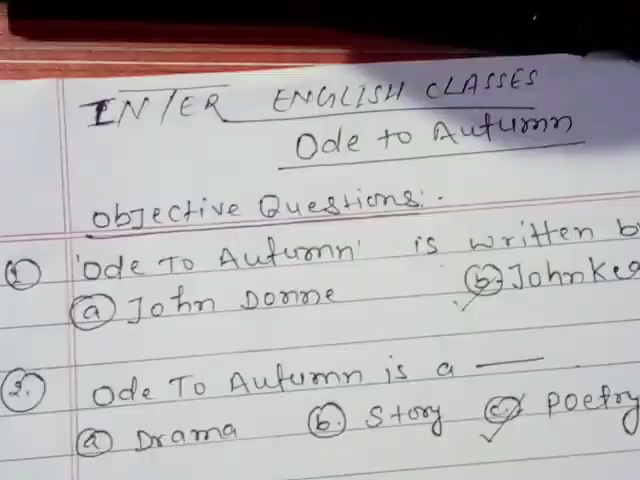 INTER ENGLISH CLASSES
Ode to Autumn
Objective Questions:.
① 'Ode To Autumn' is written b
ⓐ John Donne ⓑ John Kea
②. Ode To Autumn is a ——.
ⓐ Drama ⓑ. Story ⓒ Poetry